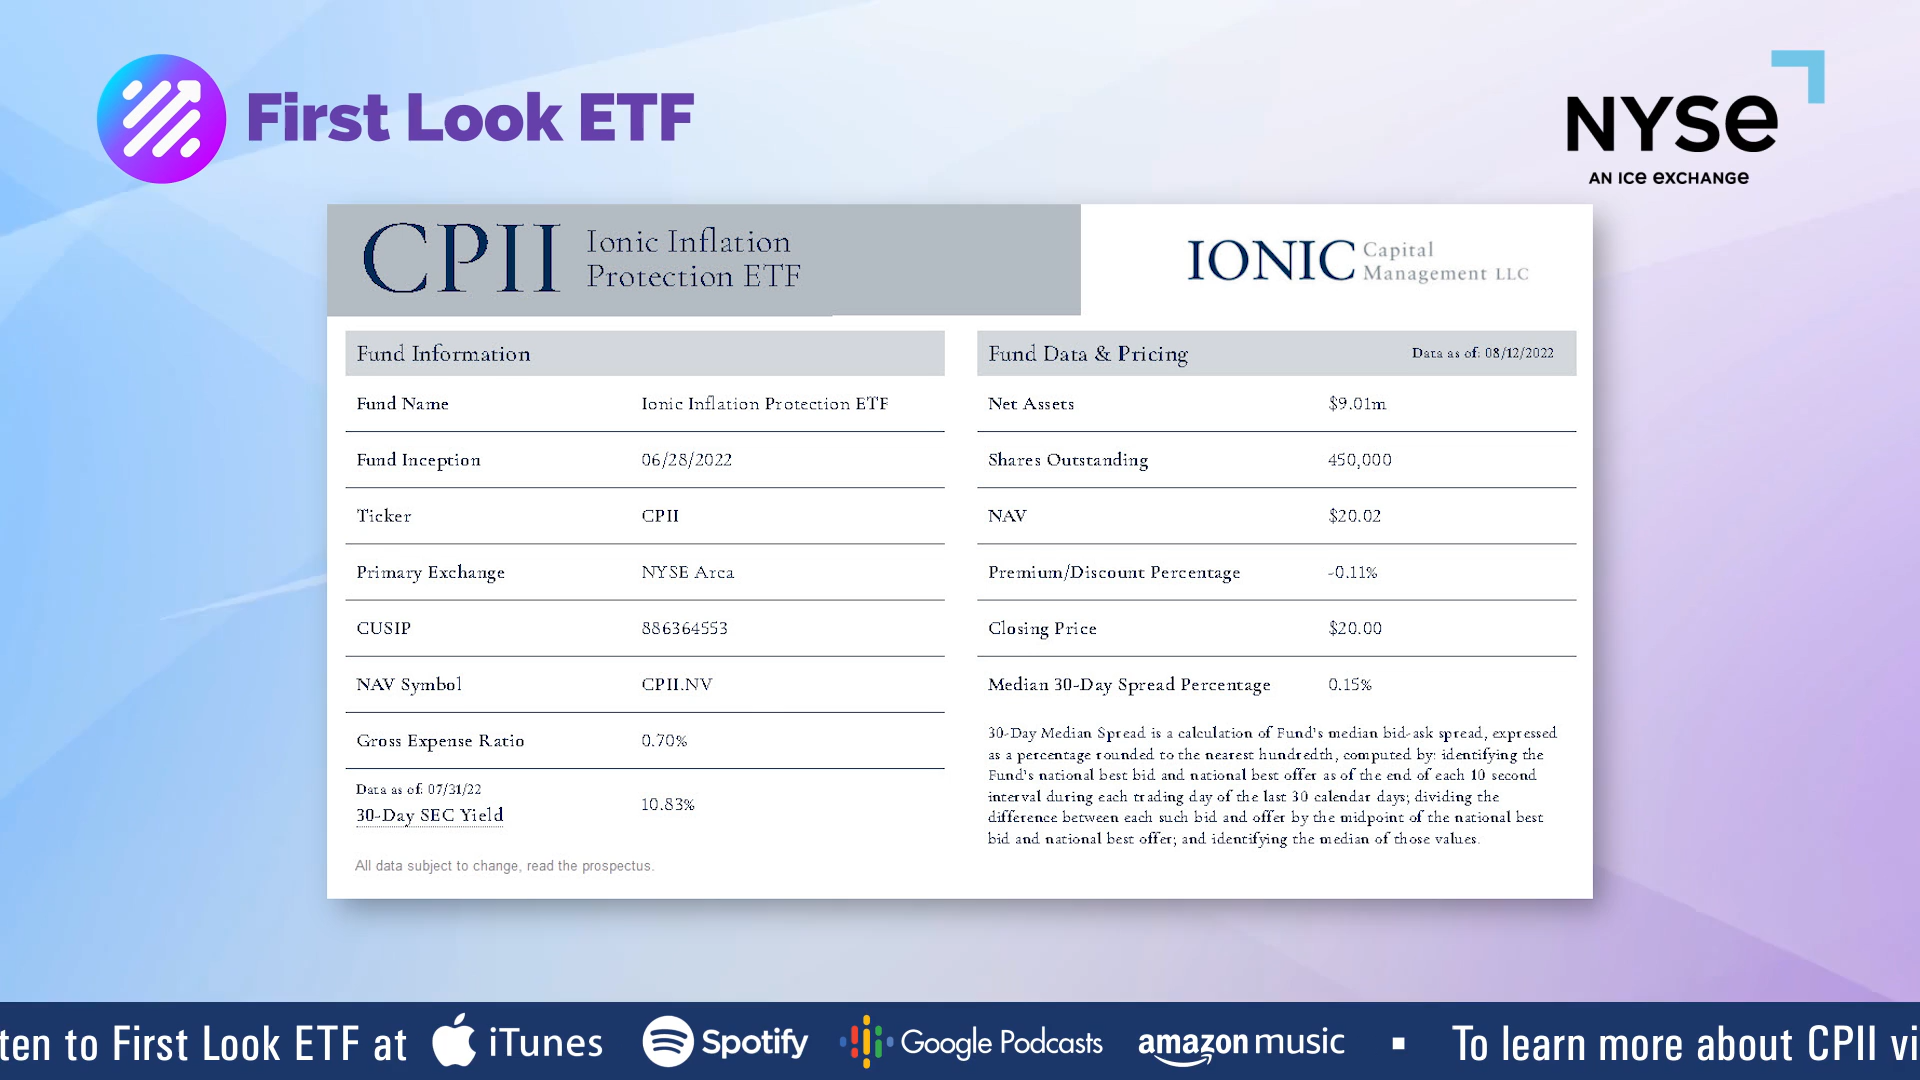 First Look ETF
NYSE
AN ICE EXCHANGE
CPII
Ionic Inflation
Protection ETF
IONIC
Capital
Management LLC
Fund Information
Fund Name Ionic Inflation Protection ETF
Fund Inception 06/28/2022
Ticker CPII
Primary Exchange NYSE Arca
CUSIP 886364553
NAV Symbol CPII.NV
Gross Expense Ratio 0.70%
Data as of: 07/31/22
30-Day SEC Yield 10.83%
All data subject to change, read the prospectus.
Fund Data & Pricing Data as of: 08/12/2022
Net Assets $9.01m
Shares Outstanding 450,000
NAV $20.02
Premium/Discount Percentage -0.11%
Closing Price $20.00
Median 30-Day Spread Percentage 0.15%
30-Day Median Spread is a calculation of Fund's median bid-ask spread, expressed
as a percentage rounded to the nearest hundredth, computed by: identifying the
Fund's national best bid and national best offer as of the end of each 10 second
interval during each trading day of the last 30 calendar days; dividing the
difference between each such bid and offer by the midpoint of the national best
bid and national best offer; and identifying the median of those values.
ten to First Look ETF at iTunes Spotify Google Podcasts amazon music ▪ To learn more about CPII vi